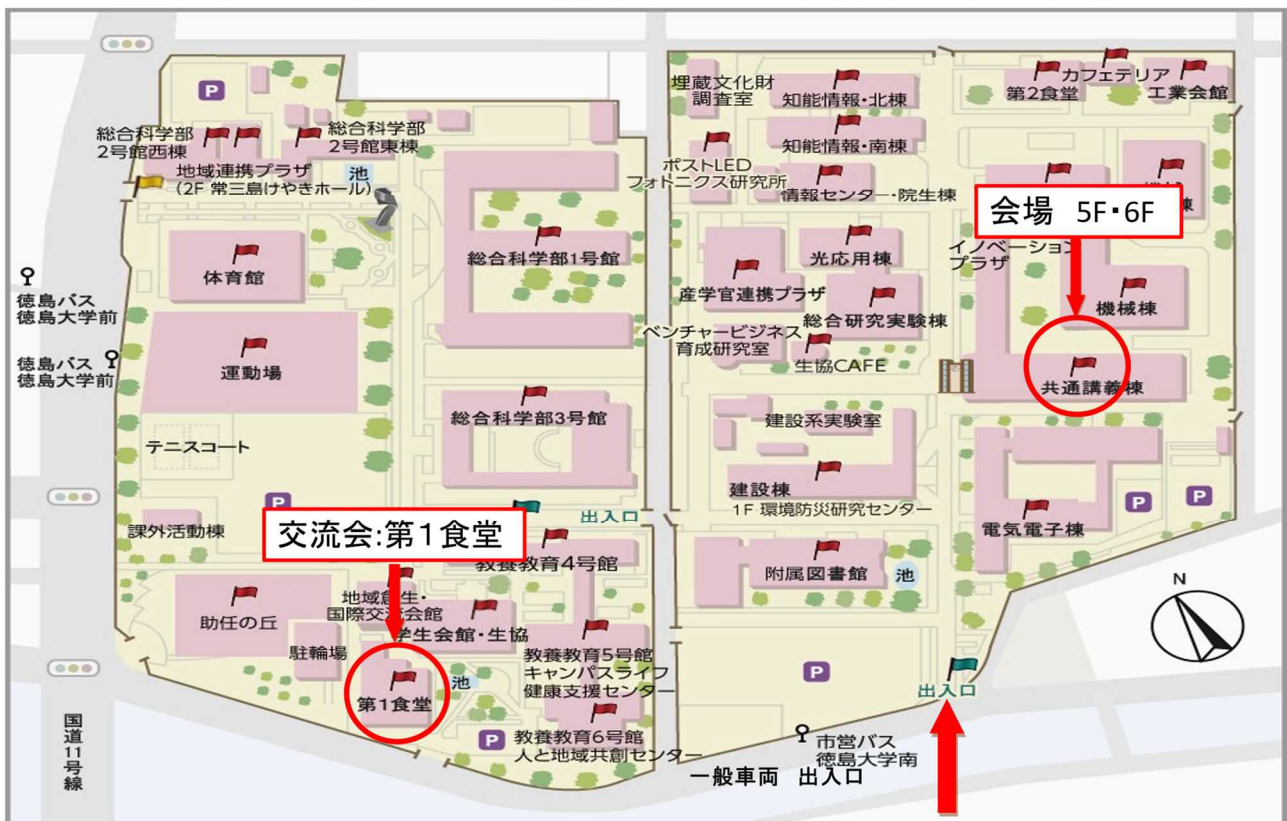 P
埋蔵文化財
調査室
知能情報・北棟
カフェテリア
第2食堂
工業会館
総合科学部
2号館西棟
総合科学部
2号館東棟
地域連携プラザ
(2F 常三島けやきホール)
池
知能情報・南棟
ポストLED
フォトニクス研究所
情報センター・院生棟
会場 5F・6F
棟
イノベーション
プラザ
体育館
総合科学部1号館
光応用棟
産学官連携プラザ
総合研究実験棟
機械棟
徳島バス
徳島大学前
徳島バス
徳島大学前
運動場
ベンチャービジネス
育成研究室
生協CAFE
共通講義棟
総合科学部3号館
建設系実験室
テニスコート
建設棟
1F 環境防災研究センター
P
P
P
課外活動棟
出入口
電気電子棟
交流会:第1食堂
教養教育4号館
附属図書館
池
N
助任の丘
地域創生・
国際交流会館
学生会館・生協
駐輪場
教養教育5号館
キャンパスライフ
健康支援センター
池
第1食堂
P
出入口
国道11号線
P
教養教育6号館
人と地域共創センター
市営バス
徳島大学南
一般車両 出入口